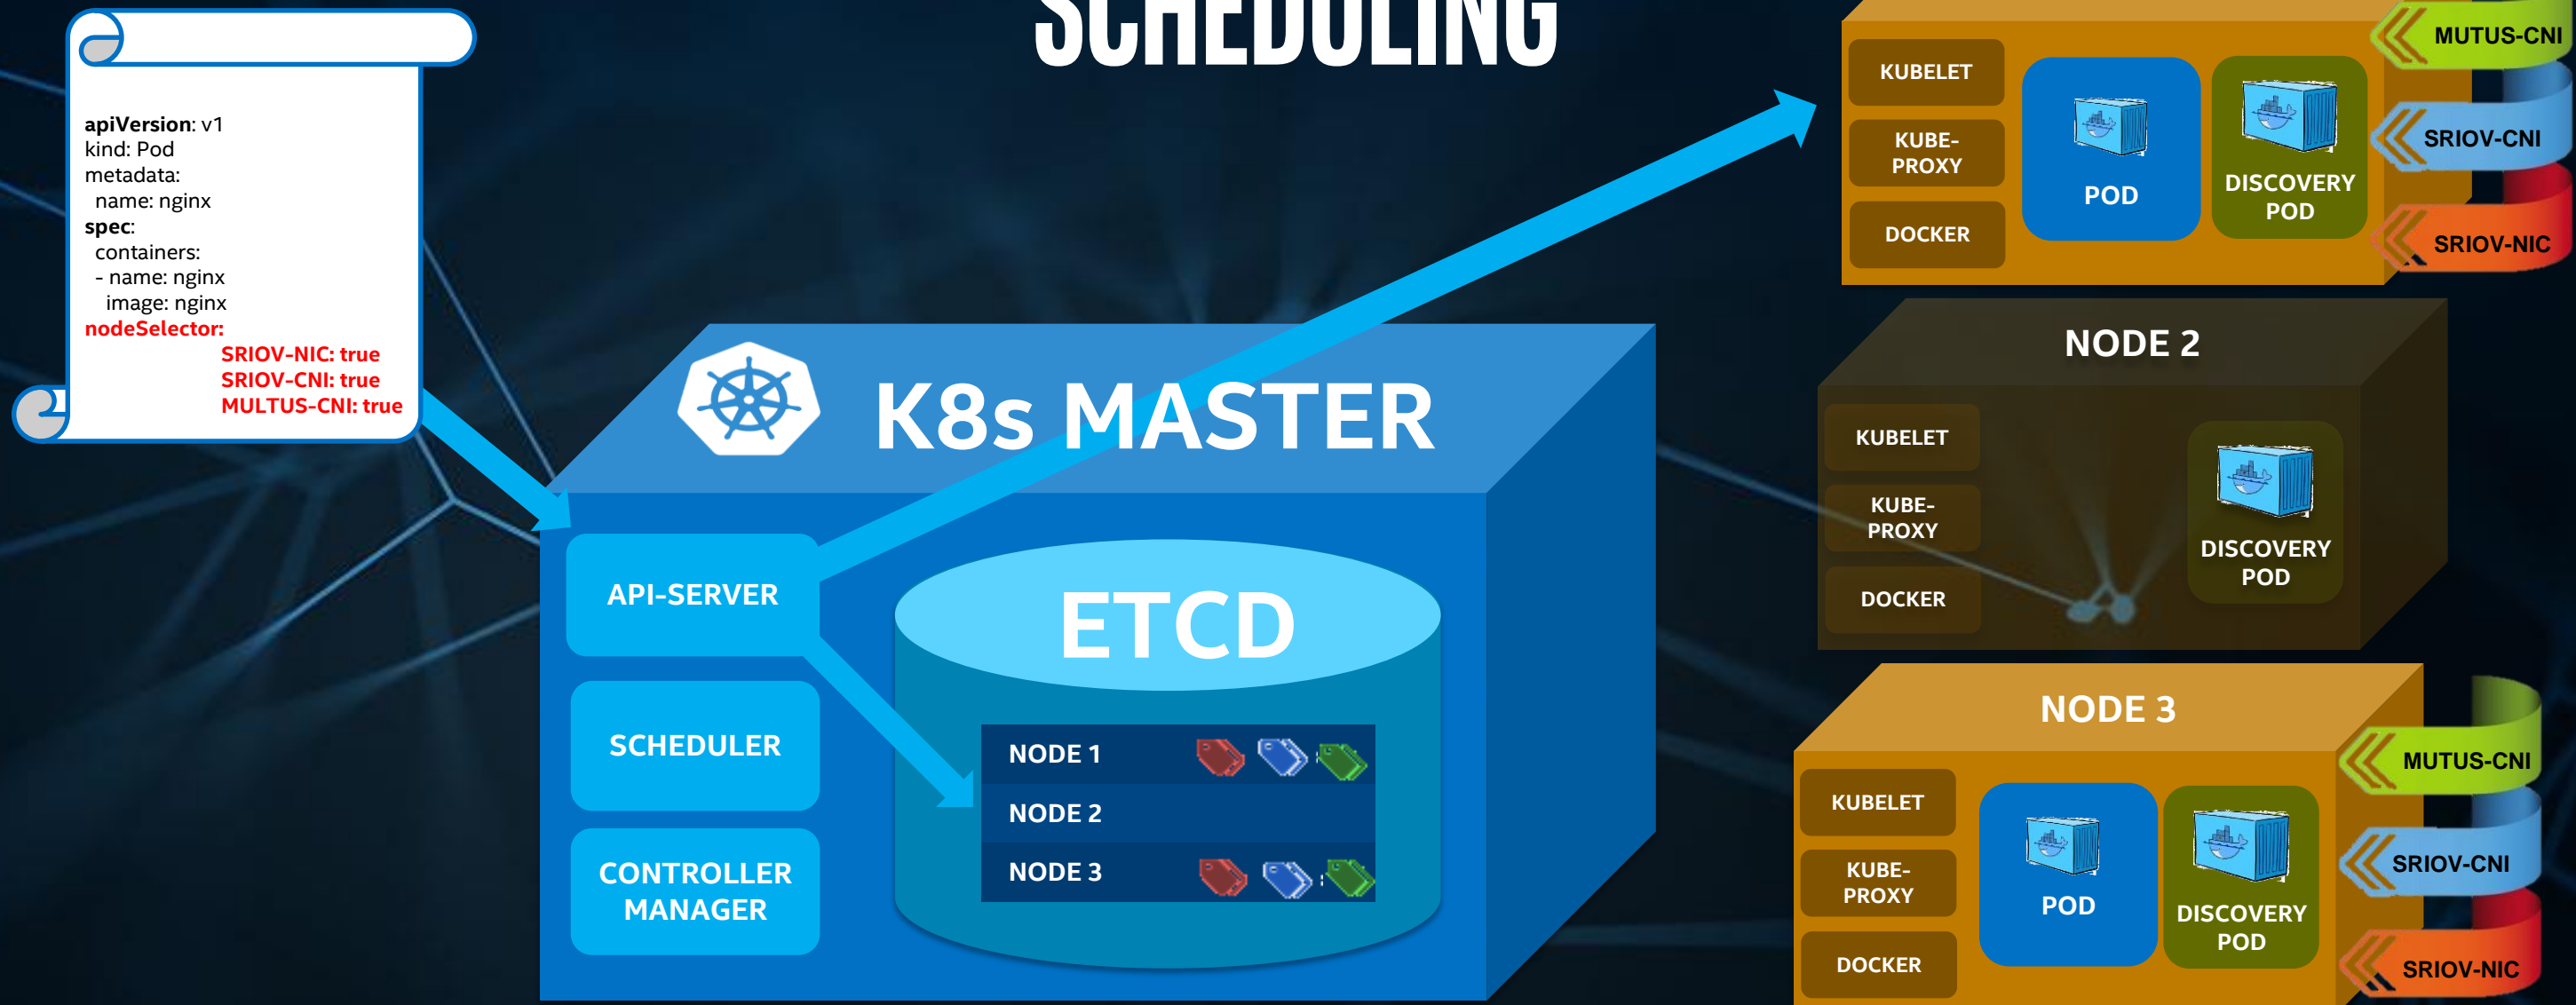 SCHEDULING
apiVersion: v1
kind: Pod
metadata:
name: nginx
spec:
containers:
- name: nginx
image: nginx
nodeSelector:
SRIOV-NIC: true
SRIOV-CNI: true
MULTUS-CNI: true
K8s MASTER
API-SERVER
SCHEDULER
CONTROLLER
MANAGER
ETCD
NODE 1
NODE 2
NODE 3
KUBELET
KUBE-
PROXY
DOCKER
POD
DISCOVERY
POD
MUTUS-CNI
SRIOV-CNI
SRIOV-NIC
NODE 2
KUBELET
KUBE-
PROXY
DOCKER
DISCOVERY
POD
NODE 3
KUBELET
KUBE-
PROXY
DOCKER
POD
DISCOVERY
POD
MUTUS-CNI
SRIOV-CNI
SRIOV-NIC